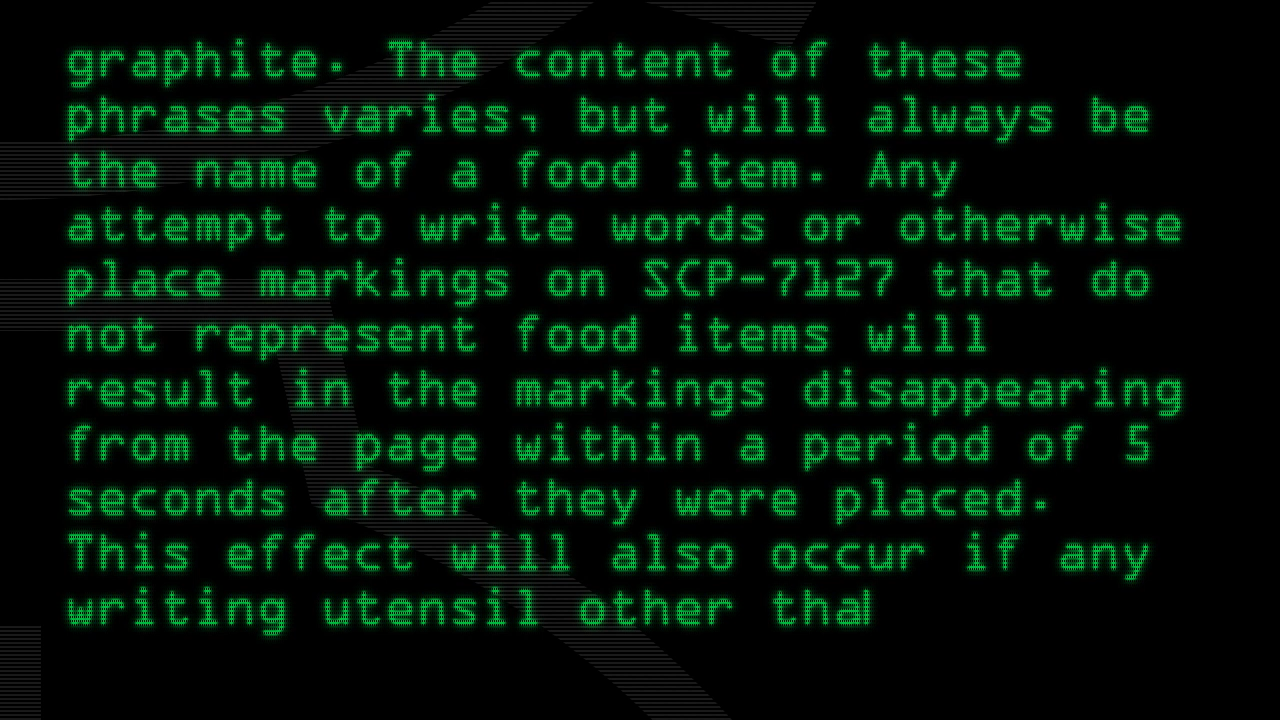 graphite. The content of these
phrases varies, but will always be
the name of a food item. Any
attempt to write words or otherwise
place markings on SCP-7127 that do
not represent food items will
result in the markings disappearing
from the page within a period of 5
seconds after they were placed.
This effect will also occur if any
writing utensil other tha